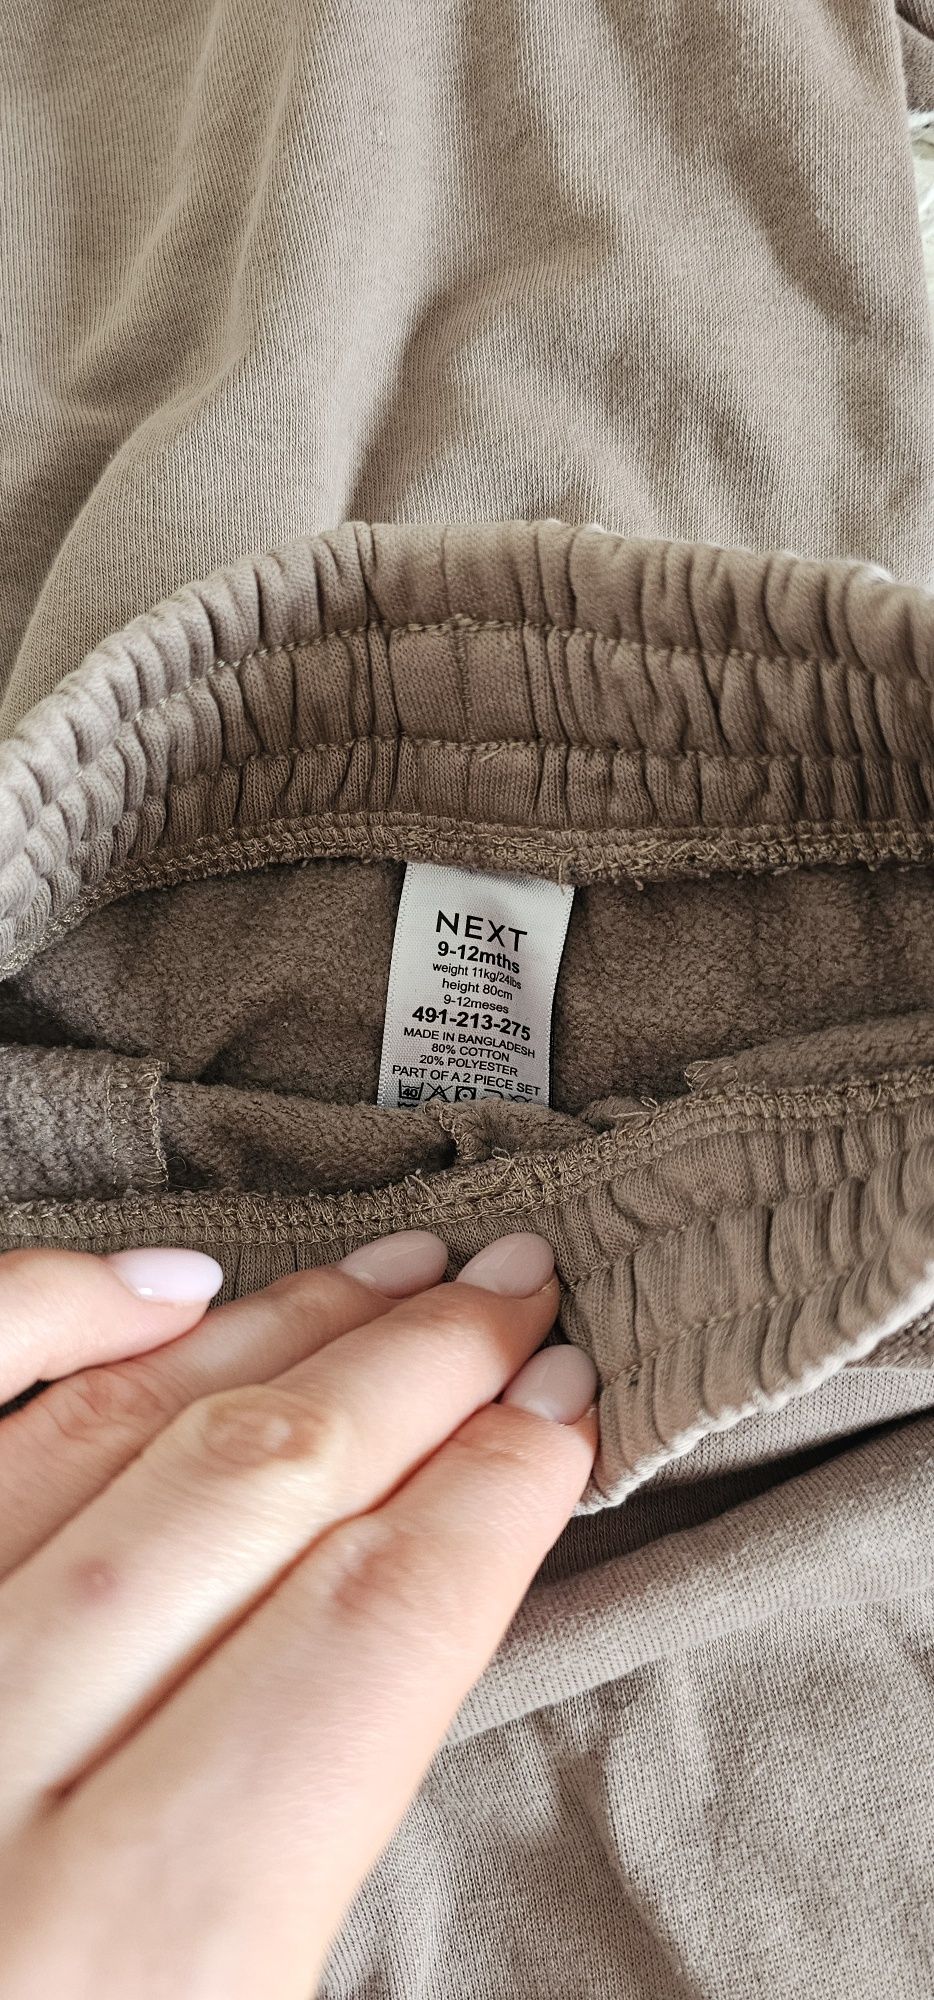 NEXT
9-12mths
weight 11kg/24lbs
height 80cm
9-12meses
491-213-275
MADE IN BANGLADESH
80% COTTON
20% POLYESTER
PART OF A 2 PIECE SET
40